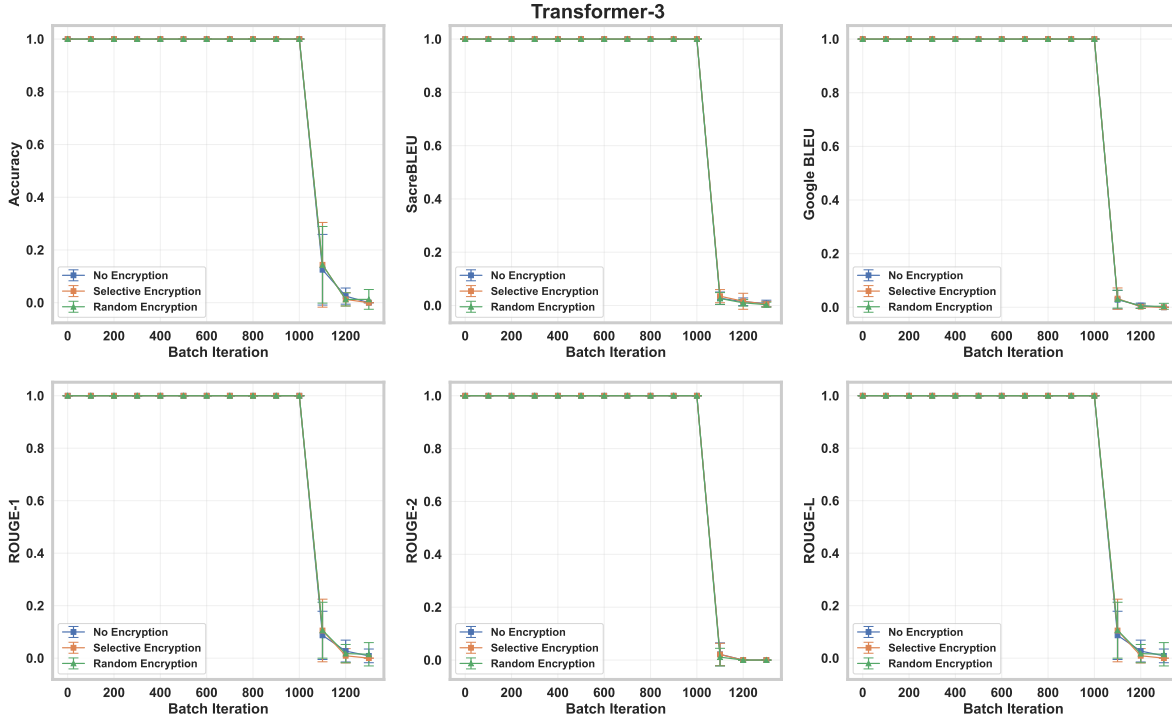 Transformer-3
Accuracy
1.0
0.8
0.6
0.4
0.2
0.0
No Encryption
Selective Encryption
Random Encryption
0 200 400 600 800 1000 1200
Batch Iteration
SacreBLEU
1.0
0.8
0.6
0.4
0.2
0.0
No Encryption
Selective Encryption
Random Encryption
0 200 400 600 800 1000 1200
Batch Iteration
Google BLEU
1.0
0.8
0.6
0.4
0.2
0.0
No Encryption
Selective Encryption
Random Encryption
0 200 400 600 800 1000 1200
Batch Iteration
ROUGE-1
1.0
0.8
0.6
0.4
0.2
0.0
No Encryption
Selective Encryption
Random Encryption
0 200 400 600 800 1000 1200
Batch Iteration
ROUGE-2
1.0
0.8
0.6
0.4
0.2
0.0
No Encryption
Selective Encryption
Random Encryption
0 200 400 600 800 1000 1200
Batch Iteration
ROUGE-L
1.0
0.8
0.6
0.4
0.2
0.0
No Encryption
Selective Encryption
Random Encryption
0 200 400 600 800 1000 1200
Batch Iteration